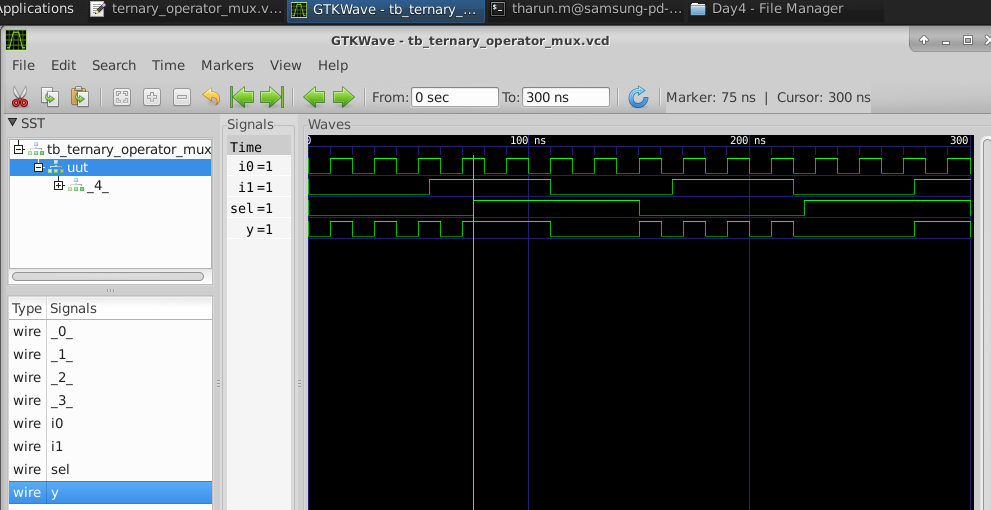 Applications ternary_operator_mux.v... GTKWave - tb_ternary_... tharun.m@samsung-pd-... Day4 - File Manager
GTKWave - tb_ternary_operator_mux.vcd
File Edit Search Time Markers View Help
From: 0 sec To: 300 ns Marker: 75 ns | Cursor: 300 ns
SST
tb_ternary_operator_mux
uut
_4_
Type Signals
wire _0_
wire _1_
wire _2_
wire _3_
wire i0
wire i1
wire sel
wire y
Signals
Time
i0=1
i1=1
sel=1
y=1
Waves
0 100 ns 200 ns 300